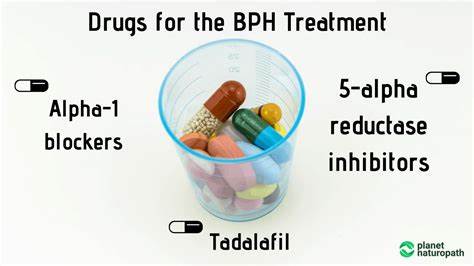 Drugs for the BPH Treatment
Alpha-1
blockers
5-alpha
reductase
inhibitors
Tadalafil
planet
naturopath